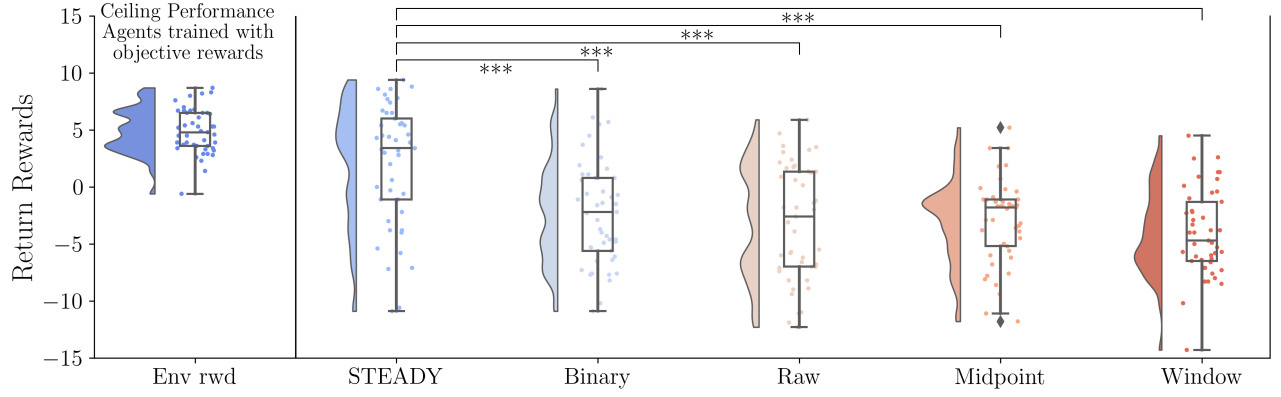 Ceiling Performance
Agents trained with
objective rewards
***
***
***
***
Return Rewards
15
10
5
0
−5
−10
−15
Env rwd
STEADY
Binary
Raw
Midpoint
Window